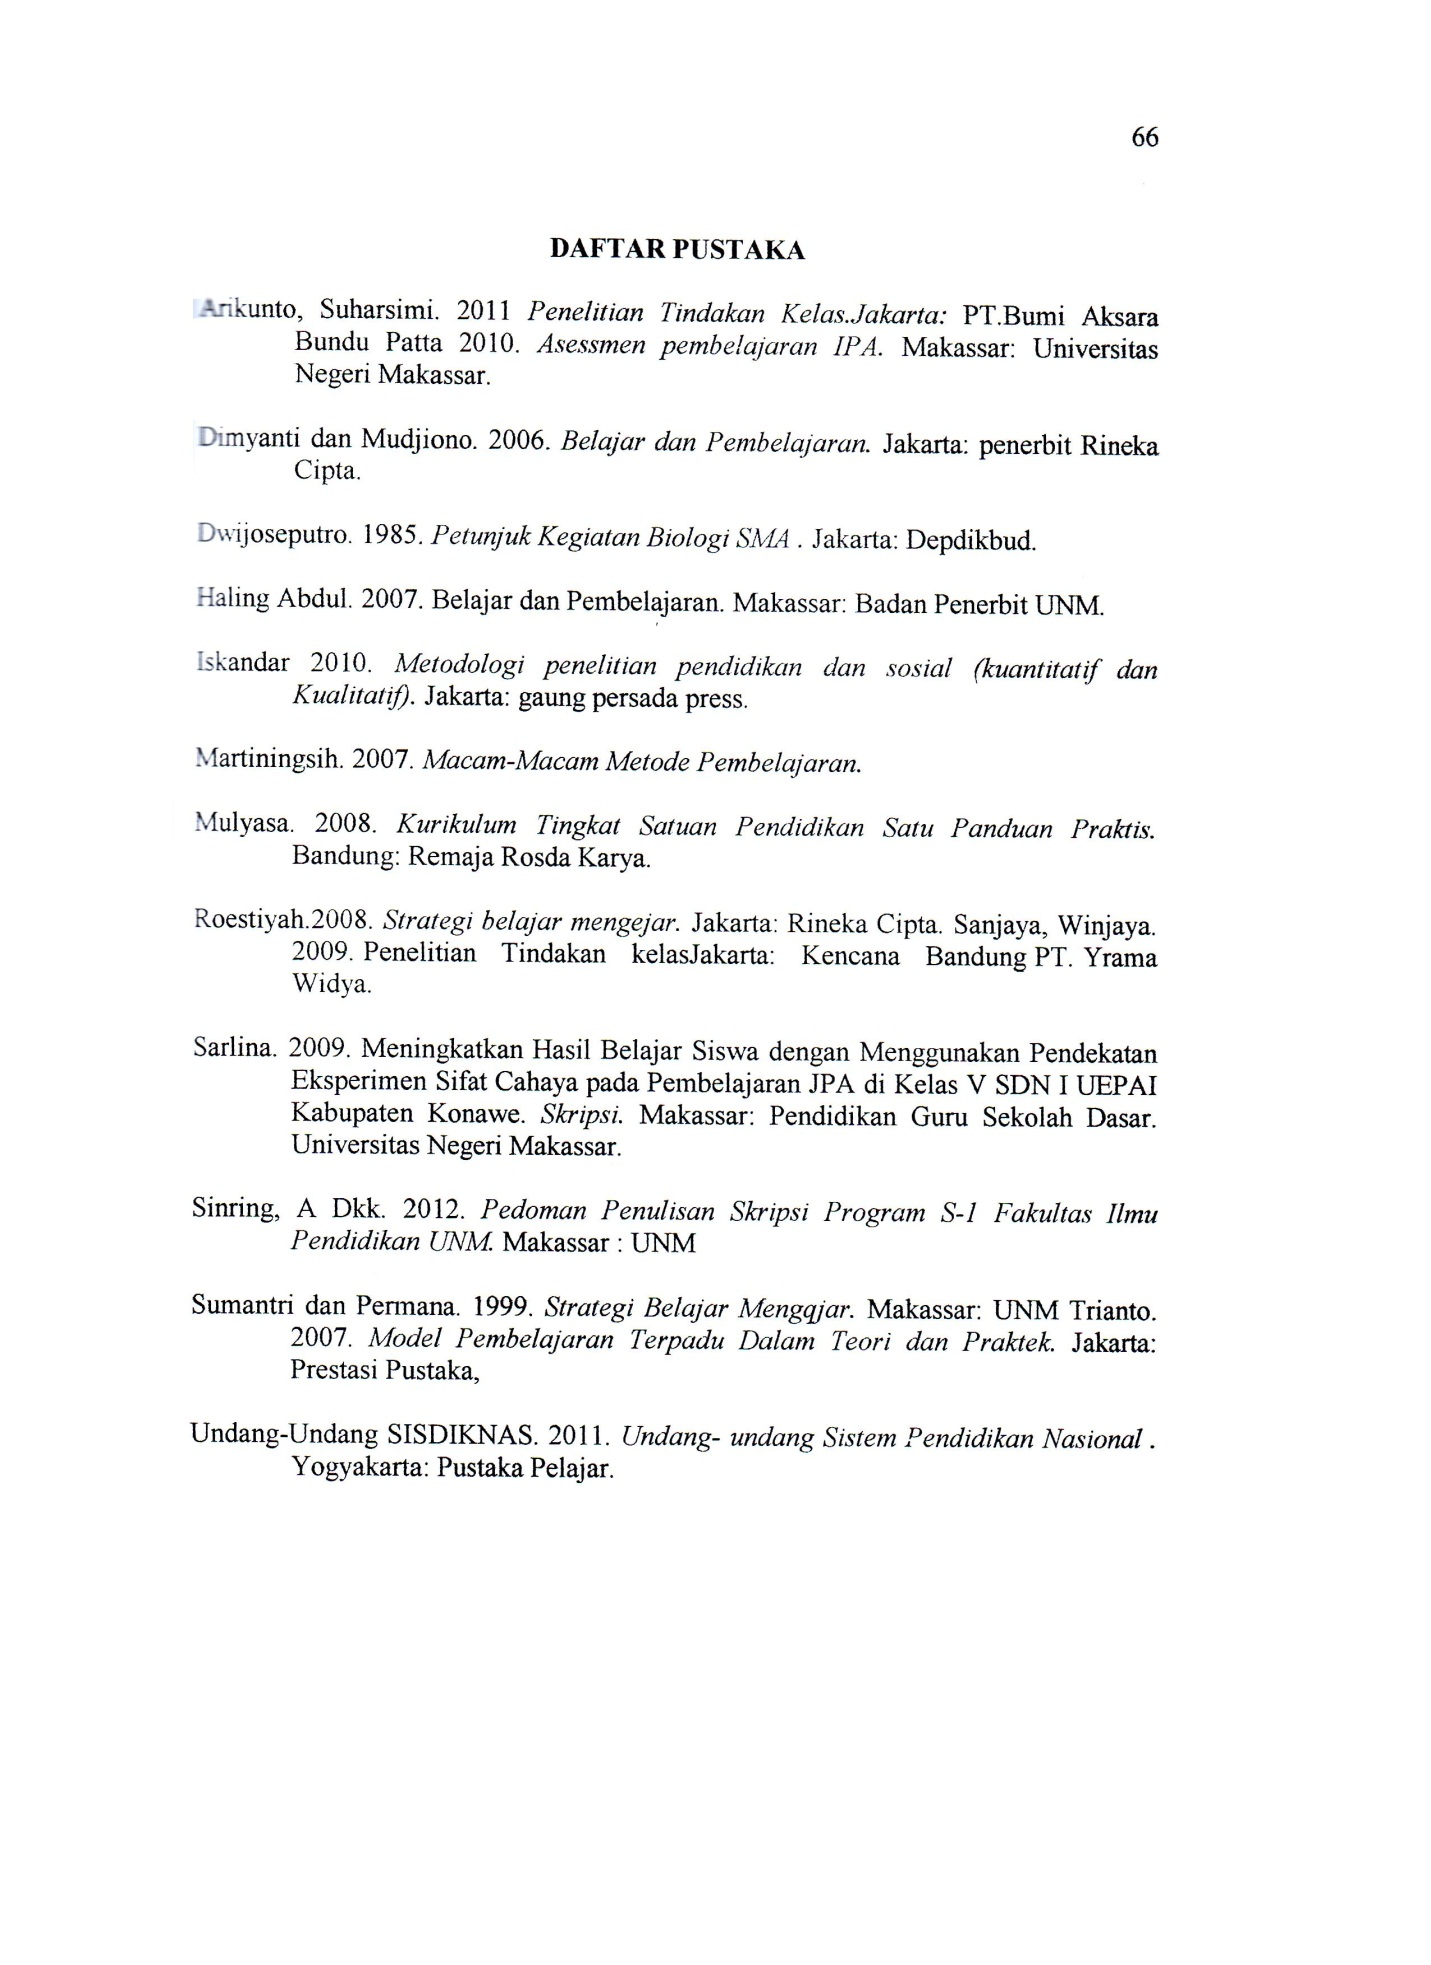 66
DAFTAR PUSTAKA
Arikunto, Suharsimi. 2011 Penelitian Tindakan Kelas.Jakarta: PT.Bumi Aksara
Bundu Patta 2010. Asessmen pembelajaran IPA. Makassar: Universitas
Negeri Makassar.
Dimyanti dan Mudjiono. 2006. Belajar dan Pembelajaran. Jakarta: penerbit Rineka
Cipta.
Dwijoseputro. 1985. Petunjuk Kegiatan Biologi SMA . Jakarta: Depdikbud.
Haling Abdul. 2007. Belajar dan Pembelajaran. Makassar: Badan Penerbit UNM.
Iskandar 2010. Metodologi penelitian pendidikan dan sosial (kuantitatif dan
Kualitatif). Jakarta: gaung persada press.
Martiningsih. 2007. Macam-Macam Metode Pembelajaran.
Mulyasa. 2008. Kurikulum Tingkat Satuan Pendidikan Satu Panduan Praktis.
Bandung: Remaja Rosda Karya.
Roestiyah.2008. Strategi belajar mengejar. Jakarta: Rineka Cipta. Sanjaya, Winjaya.
2009. Penelitian Tindakan kelasJakarta: Kencana Bandung PT. Yrama
Widya.
Sarlina. 2009. Meningkatkan Hasil Belajar Siswa dengan Menggunakan Pendekatan
Eksperimen Sifat Cahaya pada Pembelajaran JPA di Kelas V SDN I UEPAI
Kabupaten Konawe. Skripsi. Makassar: Pendidikan Guru Sekolah Dasar.
Universitas Negeri Makassar.
Sinring, A Dkk. 2012. Pedoman Penulisan Skripsi Program S-1 Fakultas Ilmu
Pendidikan UNM. Makassar : UNM
Sumantri dan Permana. 1999. Strategi Belajar Mengqjar. Makassar: UNM Trianto.
2007. Model Pembelajaran Terpadu Dalam Teori dan Praktek. Jakarta:
Prestasi Pustaka,
Undang-Undang SISDIKNAS. 2011. Undang- undang Sistem Pendidikan Nasional .
Yogyakarta: Pustaka Pelajar.